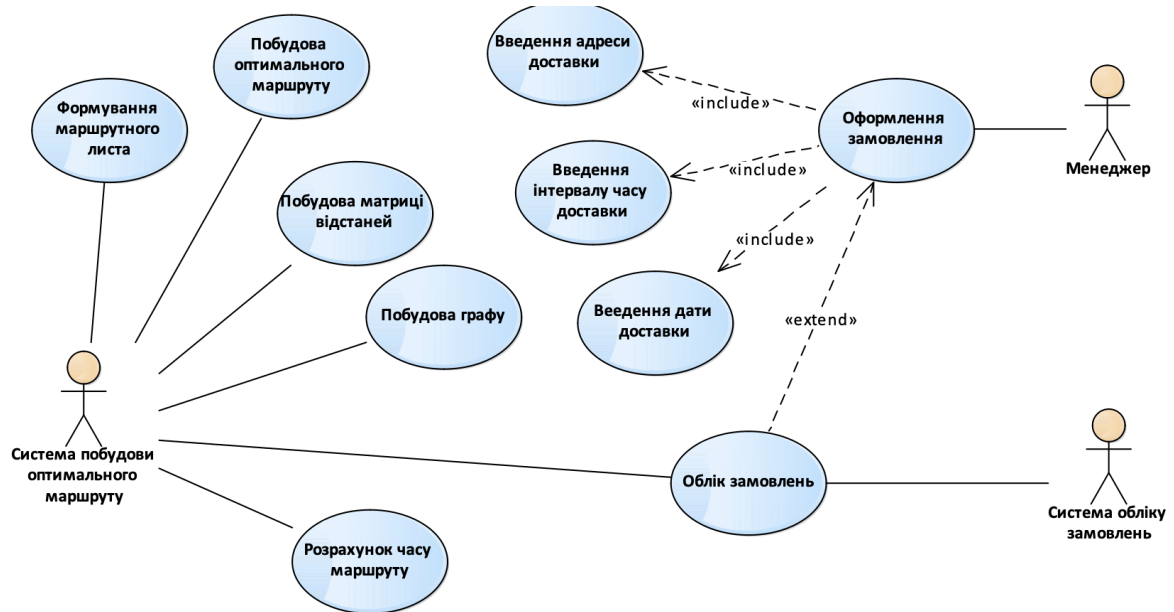 Побудова
оптимального
маршруту
Формування
маршрутного
листа
Введення адреси
доставки
«include»
Оформлення
замовлення
Менеджер
Введення
інтервалу часу
доставки
«include»
Побудова матриці
відстаней
«include»
Побудова графу
Веедення дати
доставки
«extend»
Система побудови
оптимального
маршруту
Облік замовлень
Система обліку
замовлень
Розрахунок часу
маршруту